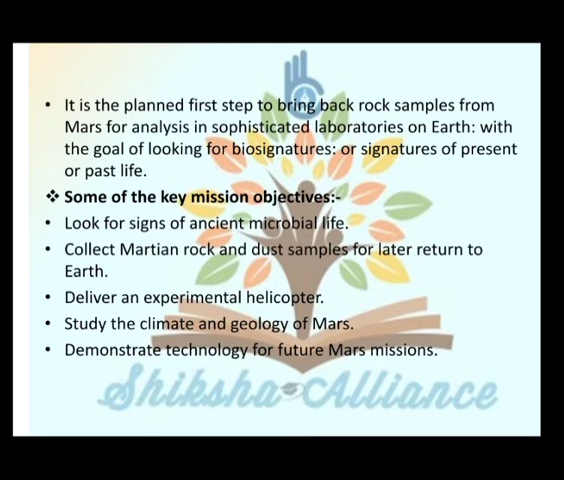 • It is the planned first step to bring back rock samples from
Mars for analysis in sophisticated laboratories on Earth: with
the goal of looking for biosignatures: or signatures of present
or past life.
❖ Some of the key mission objectives:-
• Look for signs of ancient microbial life.
• Collect Martian rock and dust samples for later return to
Earth.
• Deliver an experimental helicopter.
• Study the climate and geology of Mars.
• Demonstrate technology for future Mars missions.
Shiksha Alliance